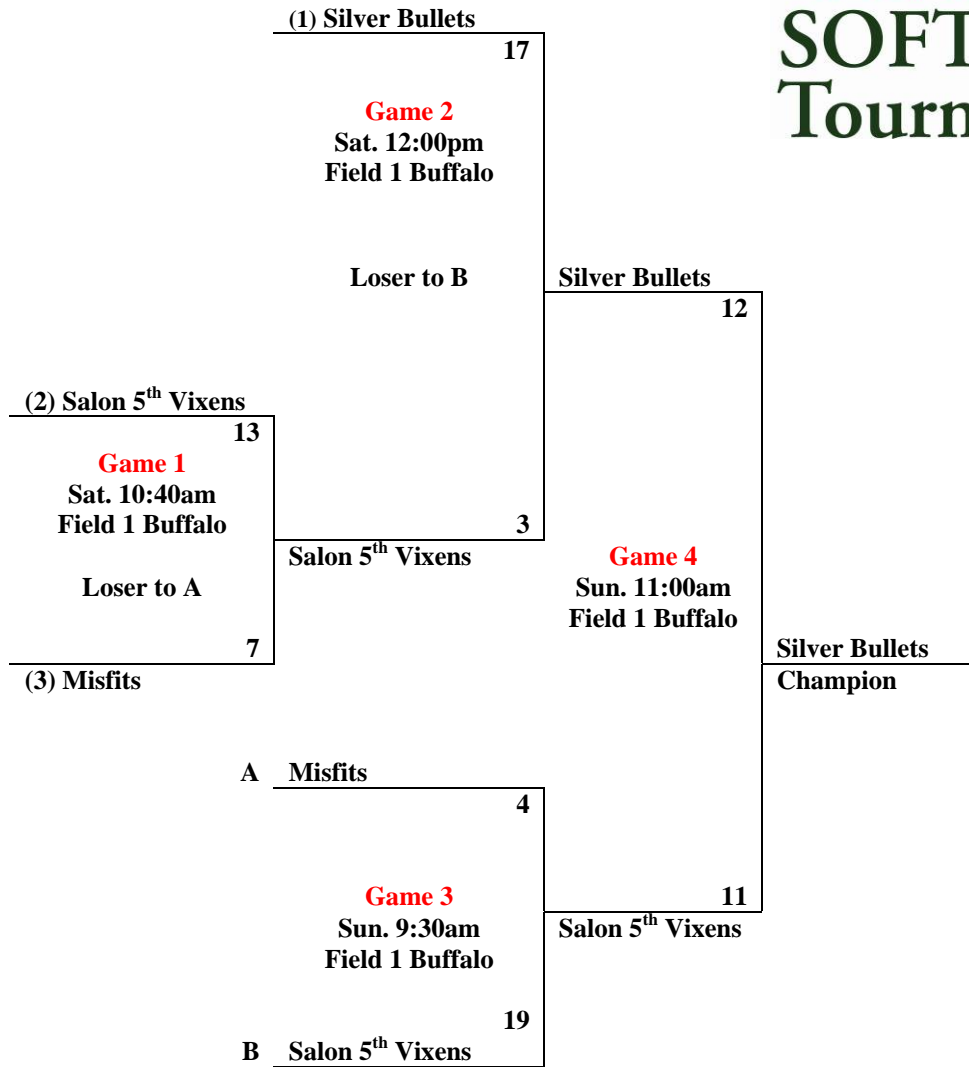 (1) Silver Bullets
17
SOFT
Tourn
Game 2
Sat. 12:00pm
Field 1 Buffalo
Loser to B
Silver Bullets
12
(2) Salon 5th Vixens
13
Game 1
Sat. 10:40am
Field 1 Buffalo
Loser to A
7
(3) Misfits
3
Salon 5th Vixens
Game 4
Sun. 11:00am
Field 1 Buffalo
Silver Bullets
Champion
A Misfits
4
Game 3
Sun. 9:30am
Field 1 Buffalo
11
Salon 5th Vixens
19
B Salon 5th Vixens